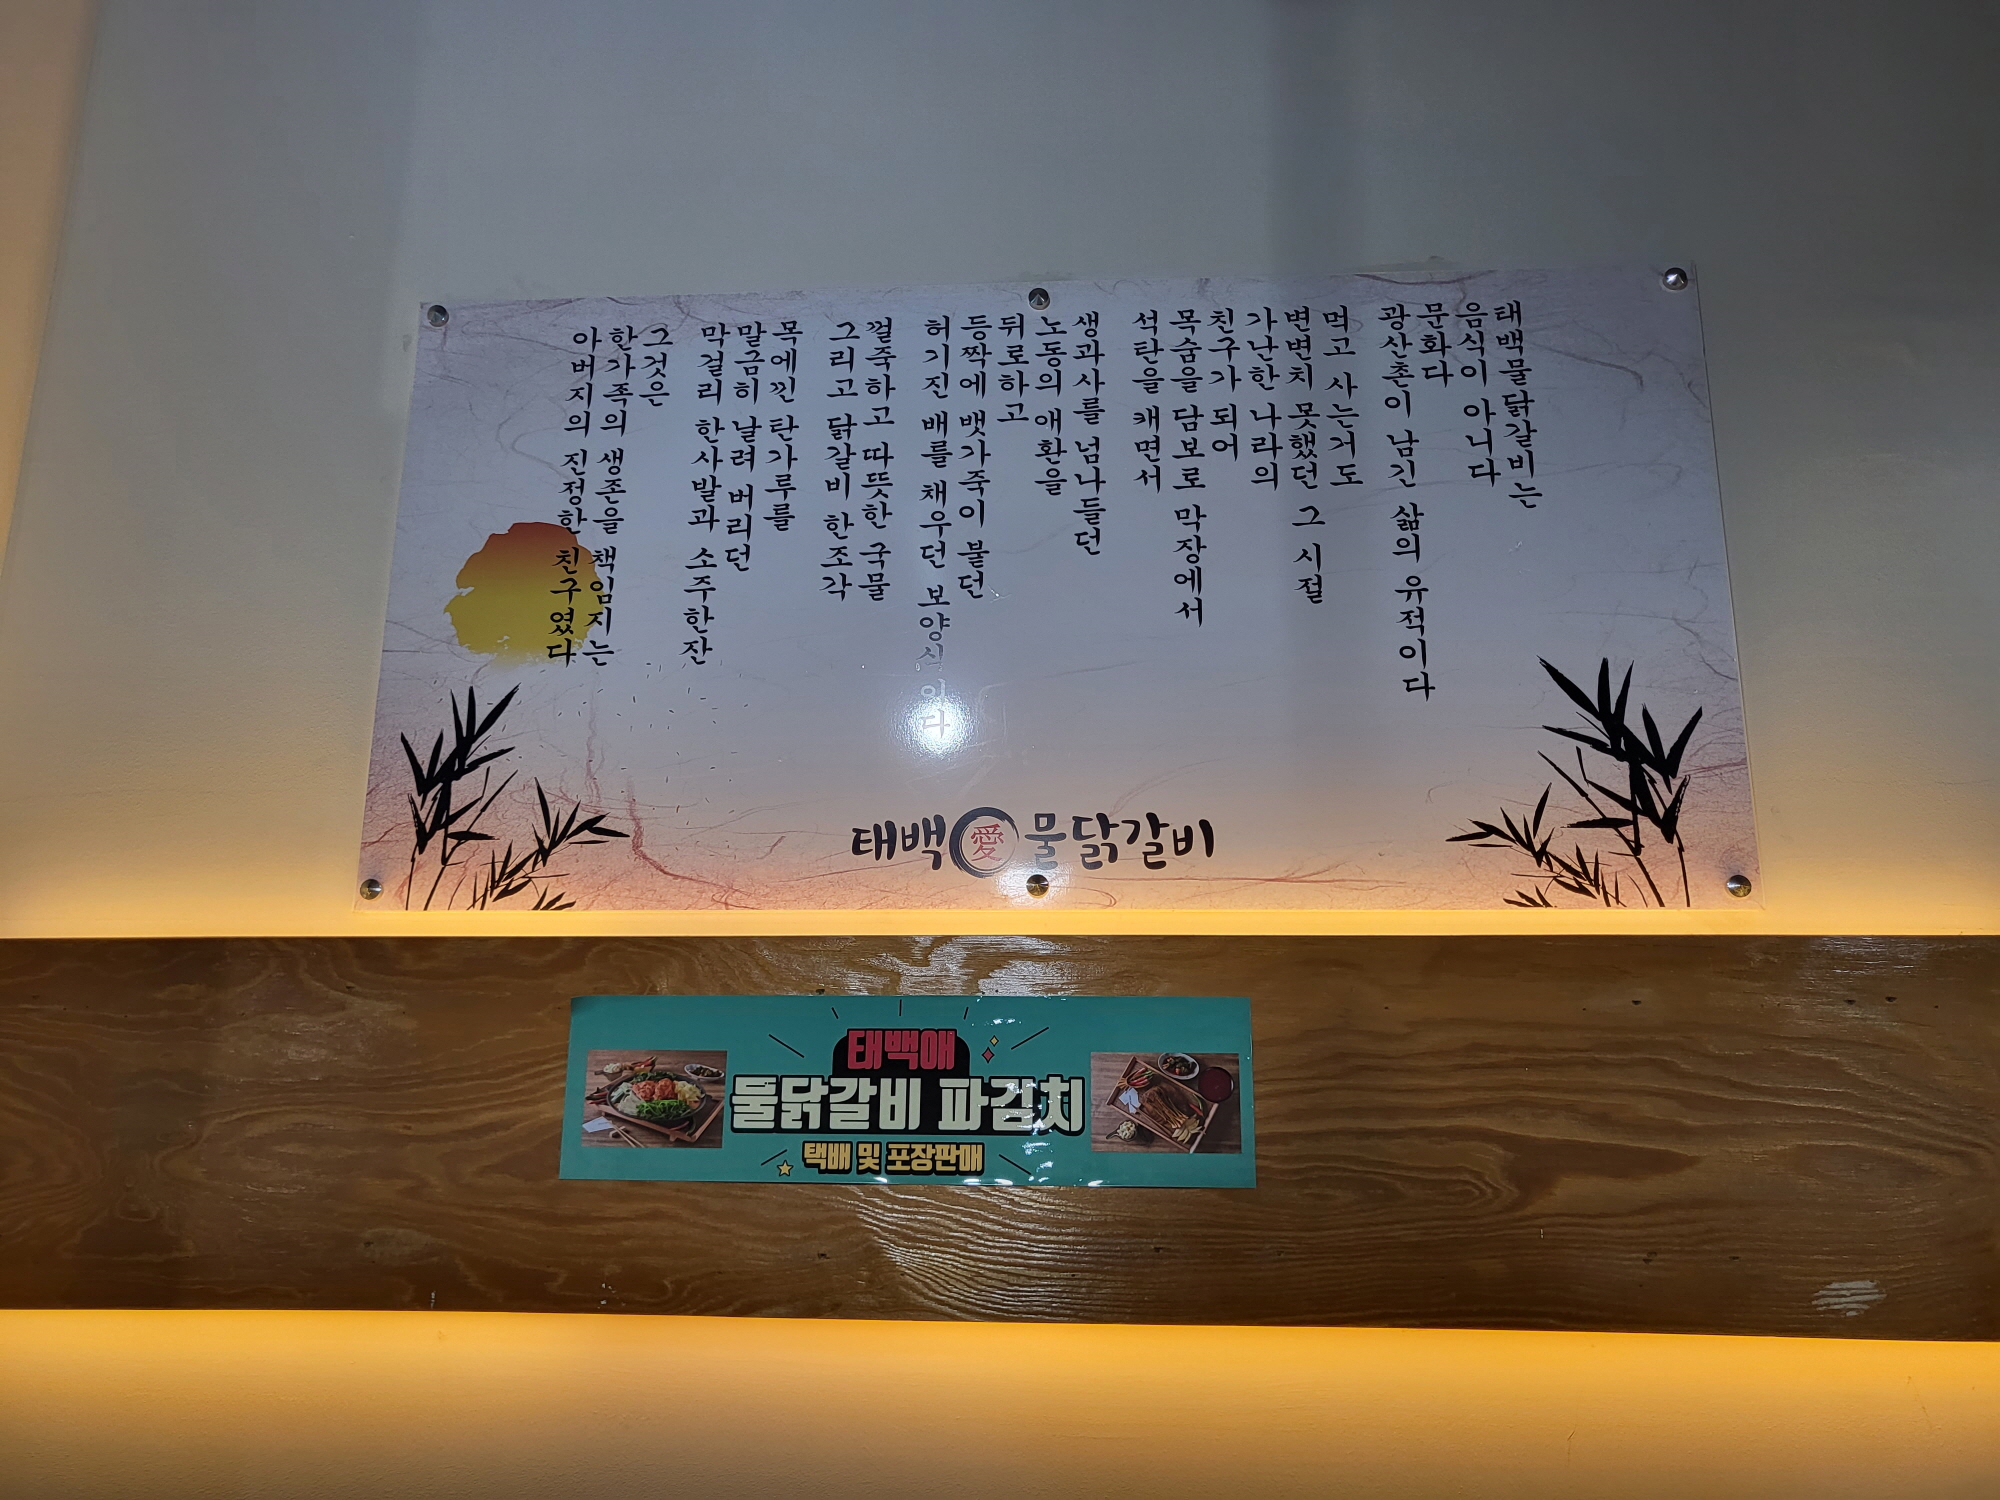 태백물닭갈비는
음식이 아니다
문화다
광산촌이 남긴 삶의 유적이다
먹고 사는거도
변변치 못했던 그 시절
가난한 나라의
친구가 되어
목숨을 담보로 막장에서
석탄을 캐면서
생과사를 넘나들던
노동의 애환을
뒤로하고
등짝에 뱃가죽이 불던
허기진 배를 채우던 보양식이다
껄죽하고 따뜻한 국물
그리고 닭갈비 한조각
목에낀 탄가루를
말금히 날려 버리던
막걸리 한사발과 소주한잔
그것은
한가족의 생존을 책임지는
아버지의 진정한 친구였다
태백愛물닭갈비
태백애
물닭갈비 파김치
택배 및 포장판매